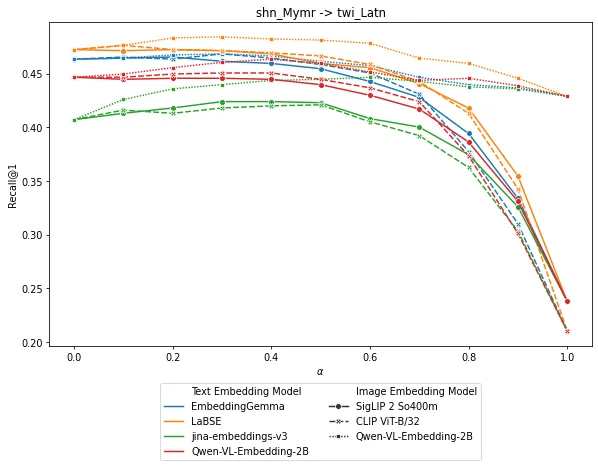 shn_Mymr -> twi_Latn
Recall@1
0.45
0.40
0.35
0.30
0.25
0.20
0.0
0.2
0.4
0.6
0.8
1.0
α
Text Embedding Model
EmbeddingGemma
LaBSE
jina-embeddings-v3
Qwen-VL-Embedding-2B
Image Embedding Model
SigLIP 2 So400m
CLIP ViT-B/32
Qwen-VL-Embedding-2B